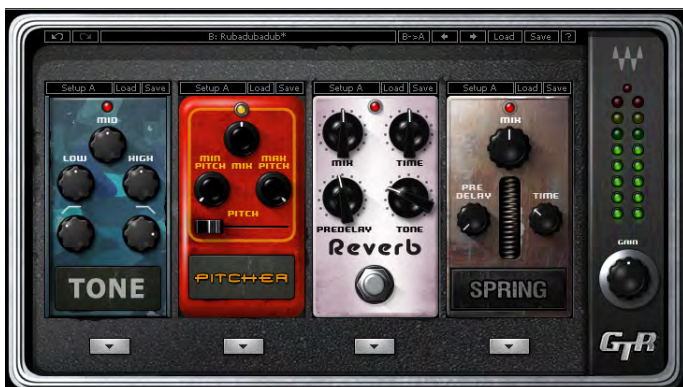 B: Rubadubadub* B->A Load Save ?
Setup A Load Save Setup A Load Save Setup A Load Save Setup A Load Save
MID
LOW HIGH
TONE
MIN PITCH MIX MAX PITCH
PITCH
PITCHER
MIX TIME
PREDELAY TONE
Reverb
MIX
PRE DELAY TIME
SPRING
GAIN
GTR